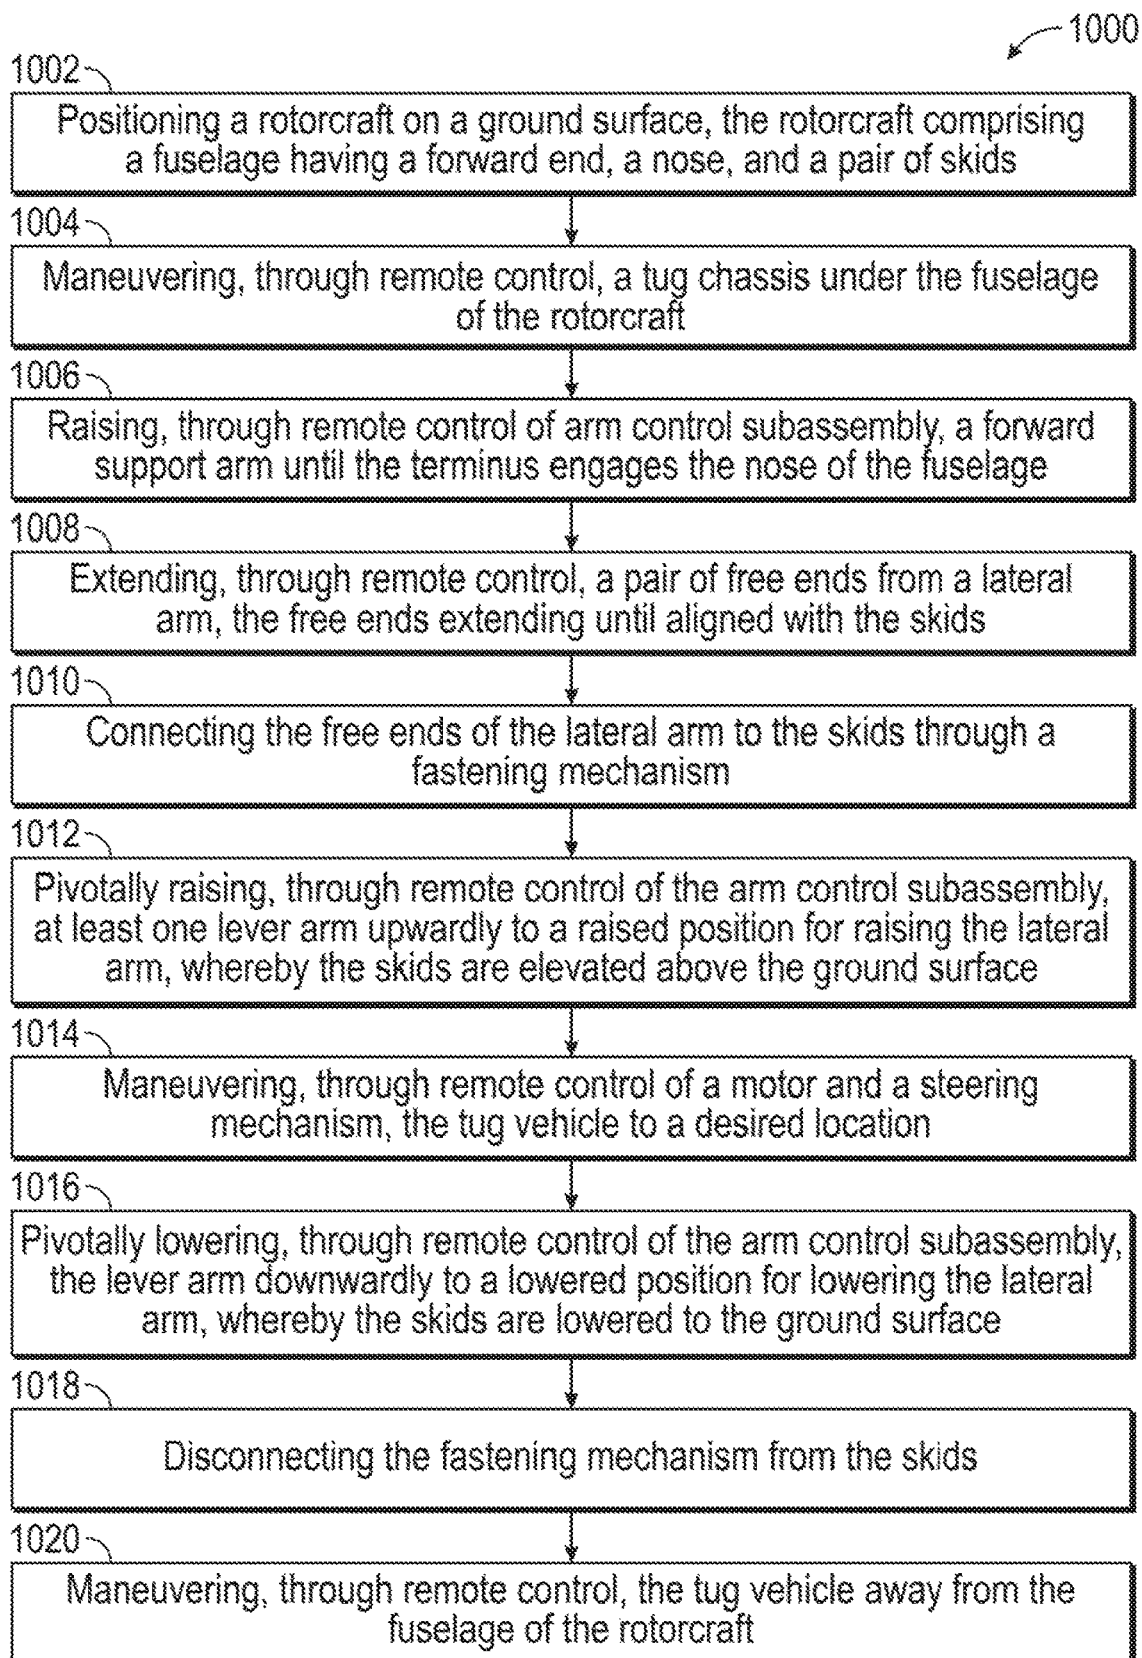 1000
1002
Positioning a rotorcraft on a ground surface, the rotorcraft comprising
a fuselage having a forward end, a nose, and a pair of skids
1004
Maneuvering, through remote control, a tug chassis under the fuselage
of the rotorcraft
1006
Raising, through remote control of arm control subassembly, a forward
support arm until the terminus engages the nose of the fuselage
1008
Extending, through remote control, a pair of free ends from a lateral
arm, the free ends extending until aligned with the skids
1010
Connecting the free ends of the lateral arm to the skids through a
fastening mechanism
1012
Pivotally raising, through remote control of the arm control subassembly,
at least one lever arm upwardly to a raised position for raising the lateral
arm, whereby the skids are elevated above the ground surface
1014
Maneuvering, through remote control of a motor and a steering
mechanism, the tug vehicle to a desired location
1016
Pivotally lowering, through remote control of the arm control subassembly,
the lever arm downwardly to a lowered position for lowering the lateral
arm, whereby the skids are lowered to the ground surface
1018
Disconnecting the fastening mechanism from the skids
1020
Maneuvering, through remote control, the tug vehicle away from the
fuselage of the rotorcraft